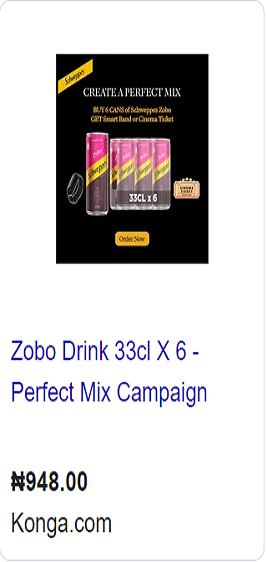 Schweppes
CREATE A PERFECT MIX
BUY 6 CANS of Schweppes Zobo
GET Smart Band or Cinema Ticket
Zobo
Schweppes
33CL x 6
CINEMA
TICKET
Order Now
Zobo Drink 33cl X 6 -
Perfect Mix Campaign
₦948.00
Konga.com